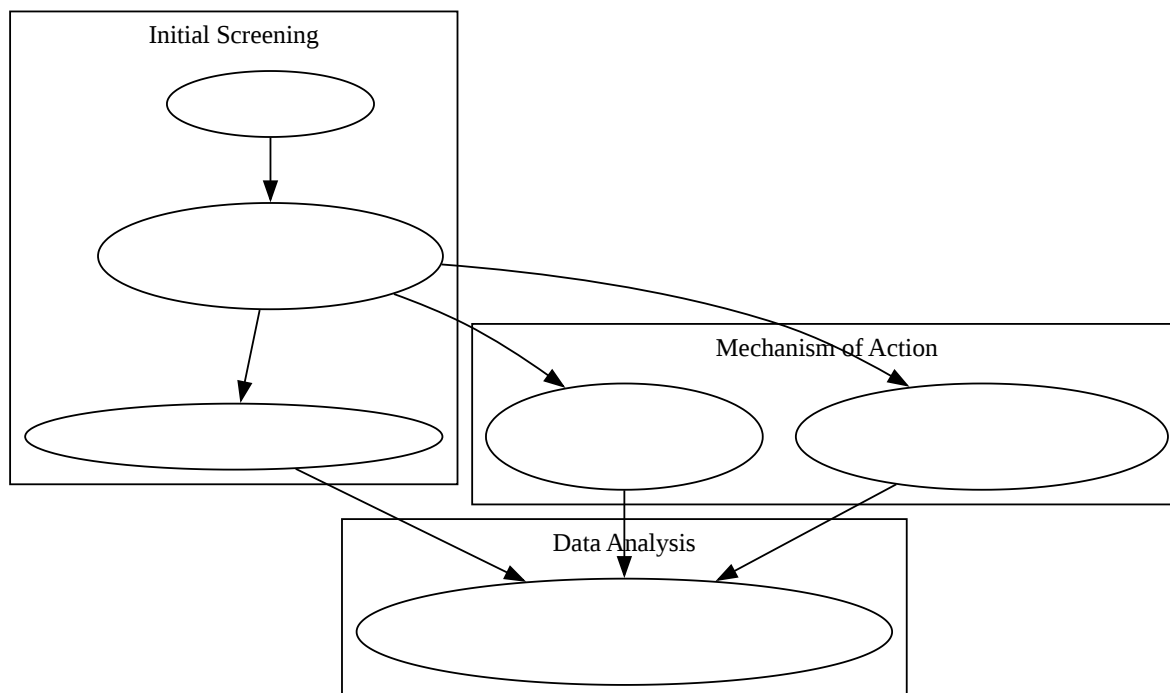 Initial Screening
Mechanism of Action
Data Analysis